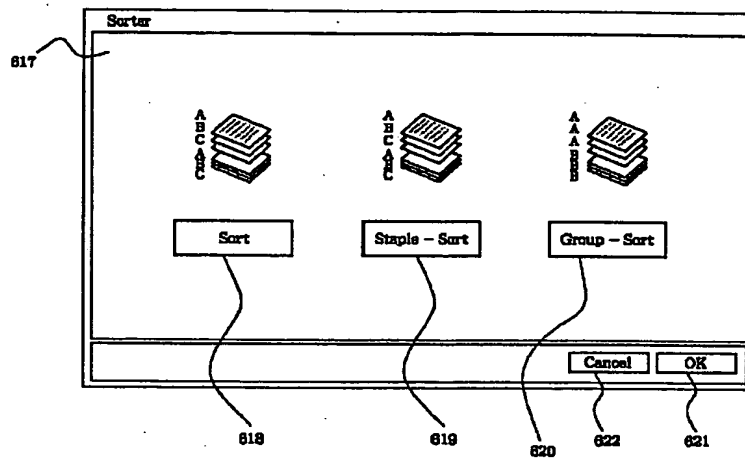 Sorter
617
A
B
C
A
B
C
A
B
C
A
B
C
A
A
A
B
B
B
Sort
Staple - Sort
Group - Sort
Cancel
OK
618
619
620
622
621